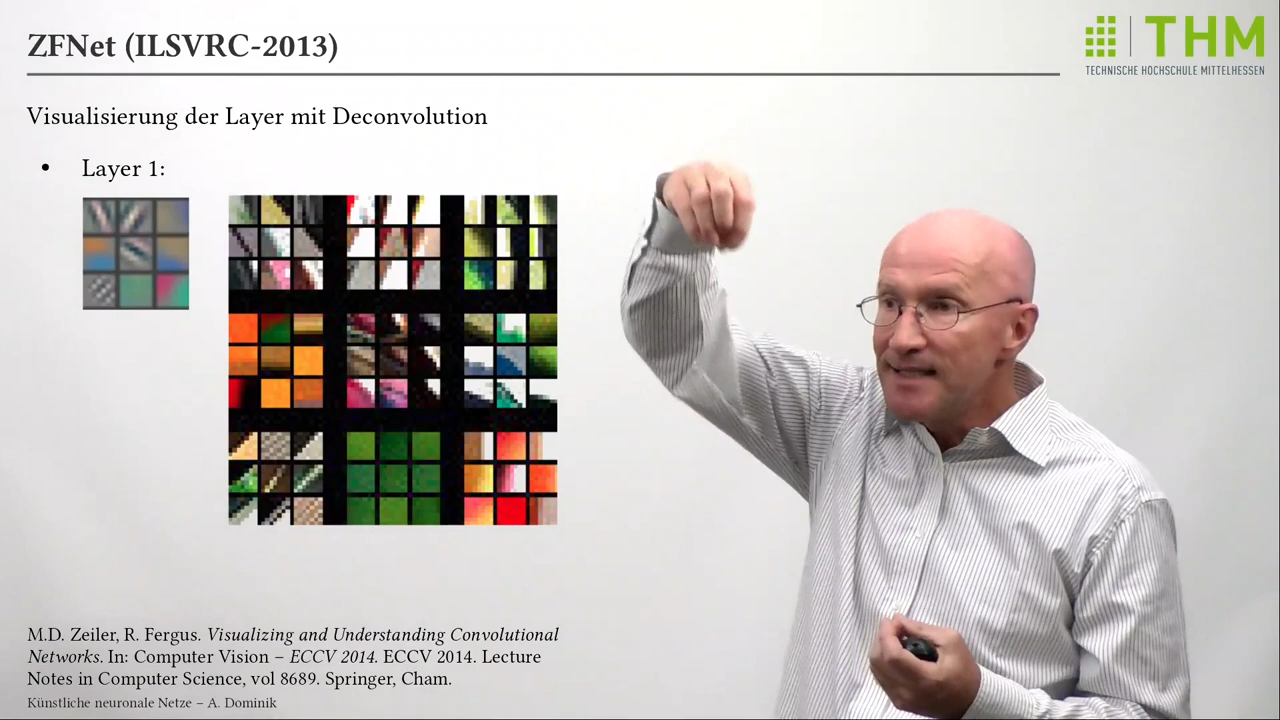 ZFNet (ILSVRC-2013)
THM
TECHNISCHE HOCHSCHULE MITTELHESSEN
Visualisierung der Layer mit Deconvolution
• Layer 1:
M.D. Zeiler, R. Fergus. Visualizing and Understanding Convolutional
Networks. In: Computer Vision – ECCV 2014. ECCV 2014. Lecture
Notes in Computer Science, vol 8689. Springer, Cham.
Künstliche neuronale Netze – A. Dominik